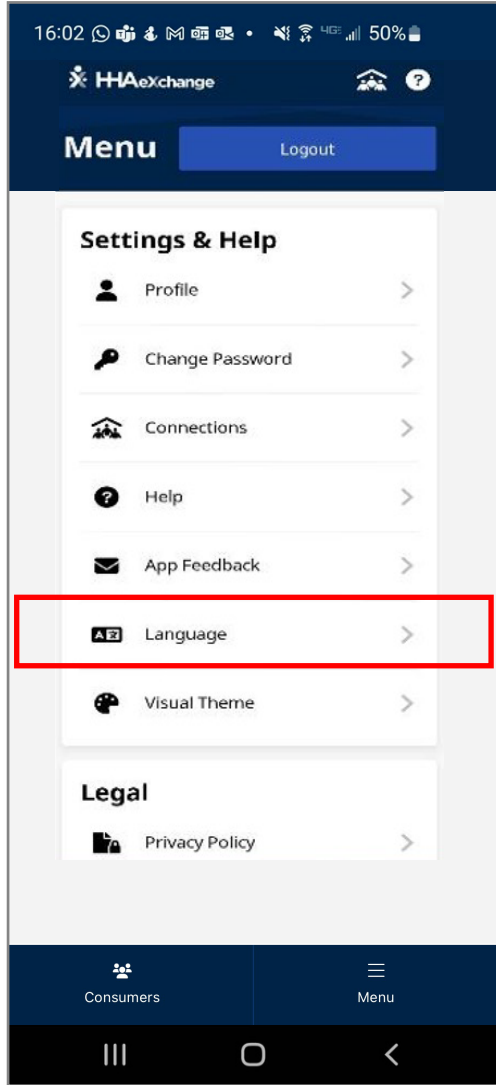 16:02 4GE 50%
HHAeXchange
Menu Logout
Settings & Help
Profile
Change Password
Connections
Help
App Feedback
Language
Visual Theme
Legal
Privacy Policy
Consumers Menu